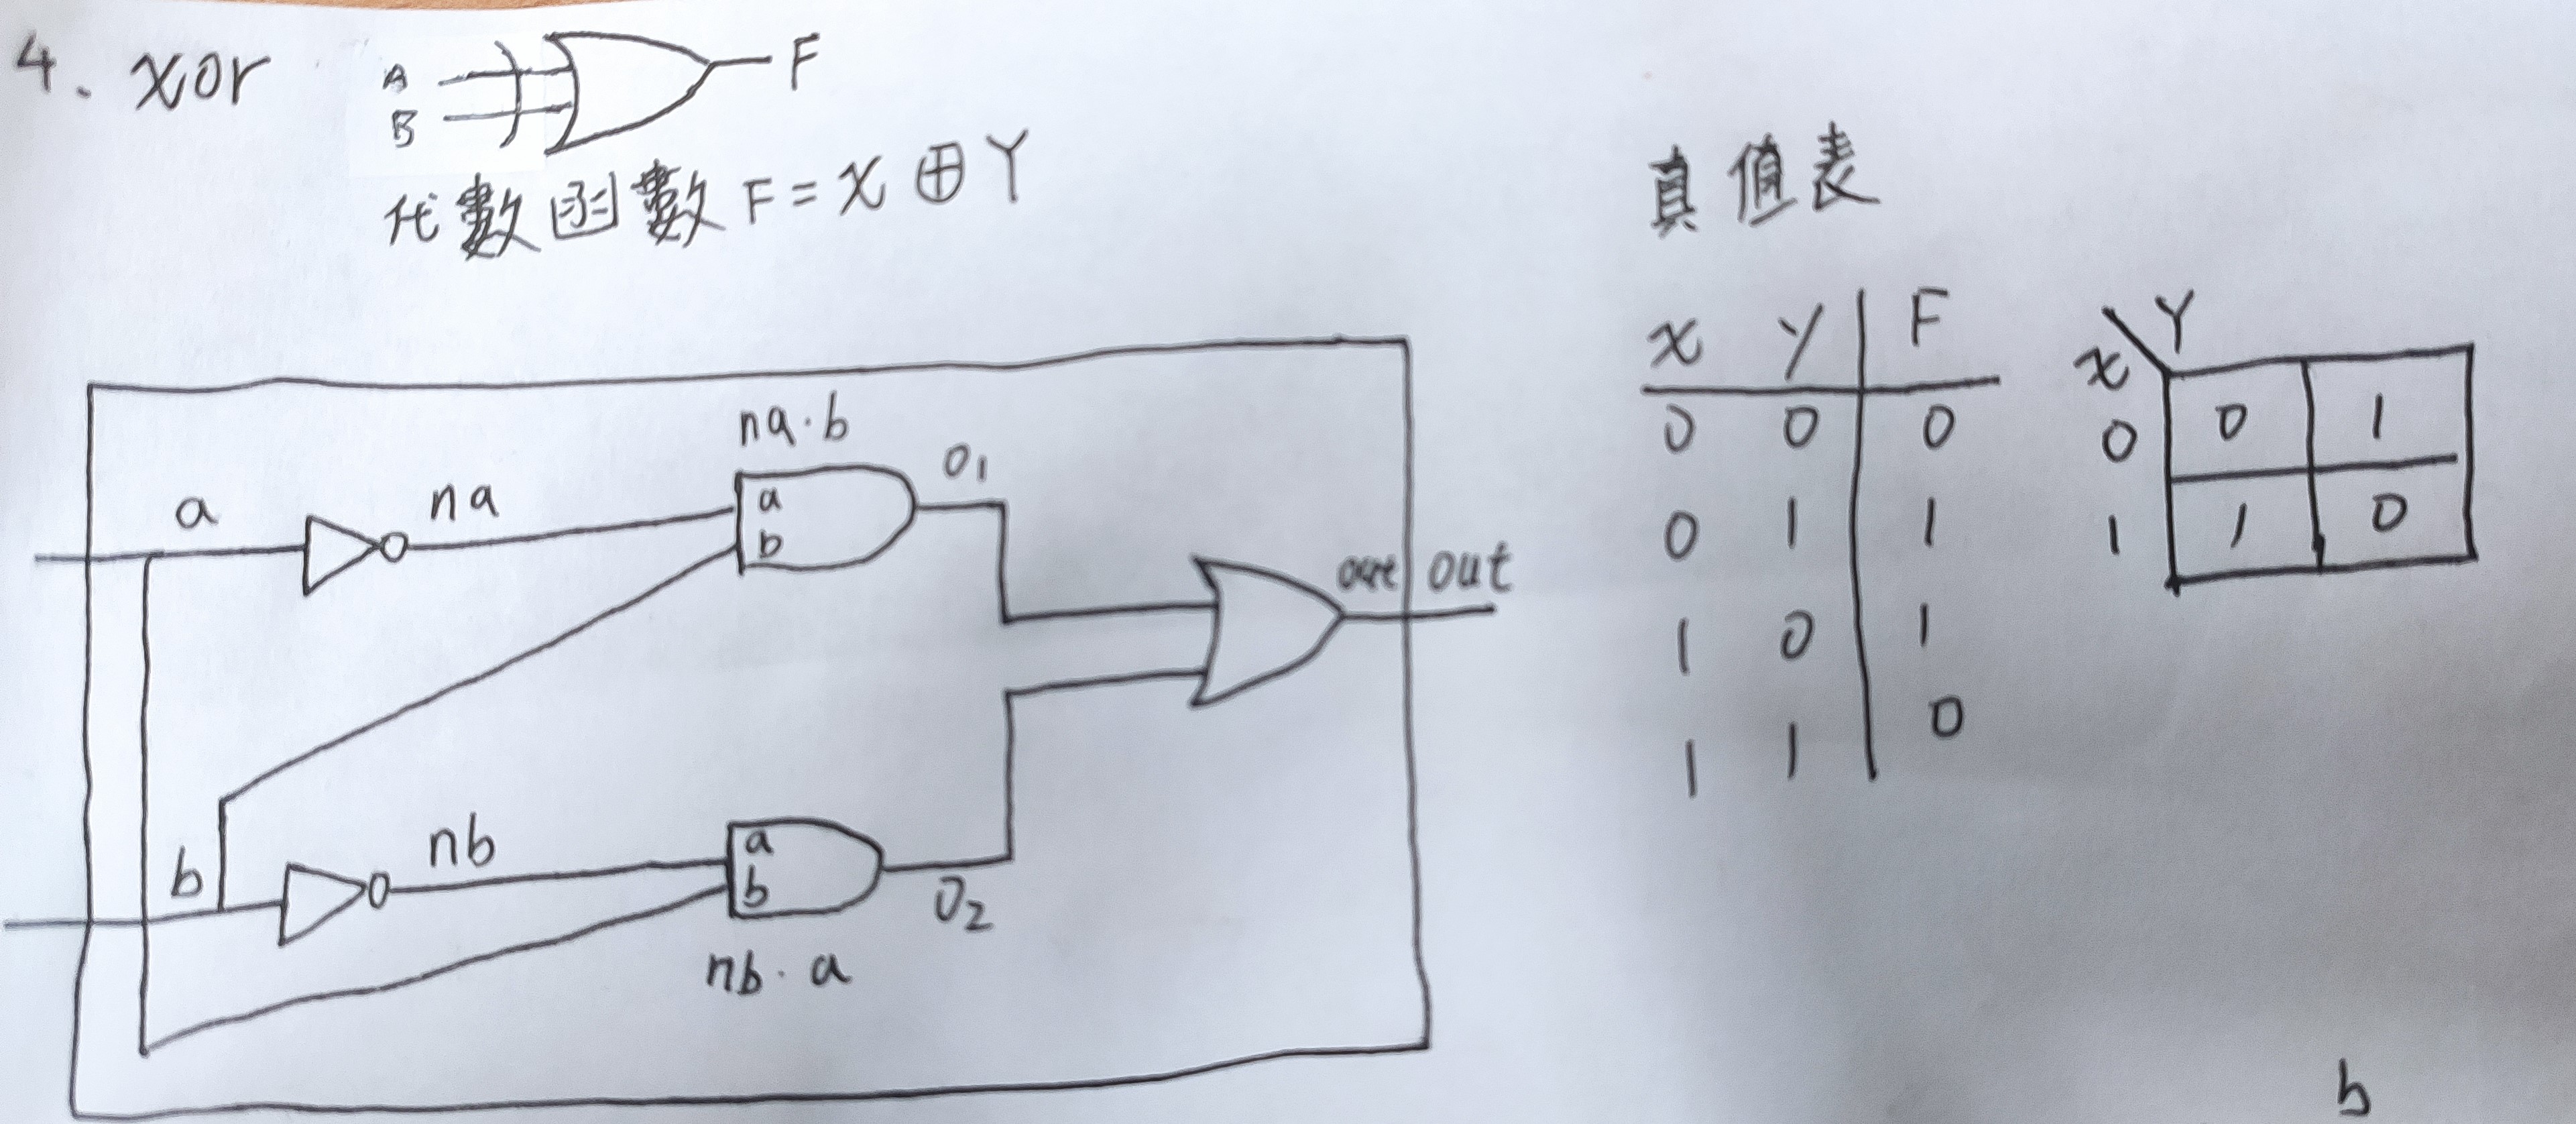 4. xor
A
B
F
代數函數 F = X ⊕ Y
na·b
a
na
a
b
O1
out
out
b
nb
a
b
O2
nb·a
真值表
X Y F
0 0 0
0 1 1
1 0 1
1 1 0
Y
X
0 0 1
1 1 0
b